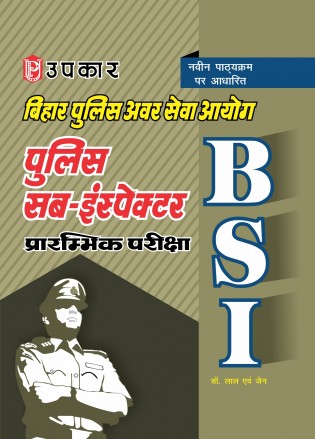 उपकार
नवीन पाठ्यक्रम
पर आधारित
बिहार पुलिस अवर सेवा आयोग
पुलिस
सब-इंस्पेक्टर
प्रारम्भिक परीक्षा
B
S
I
डॉ. लाल एवं जैन